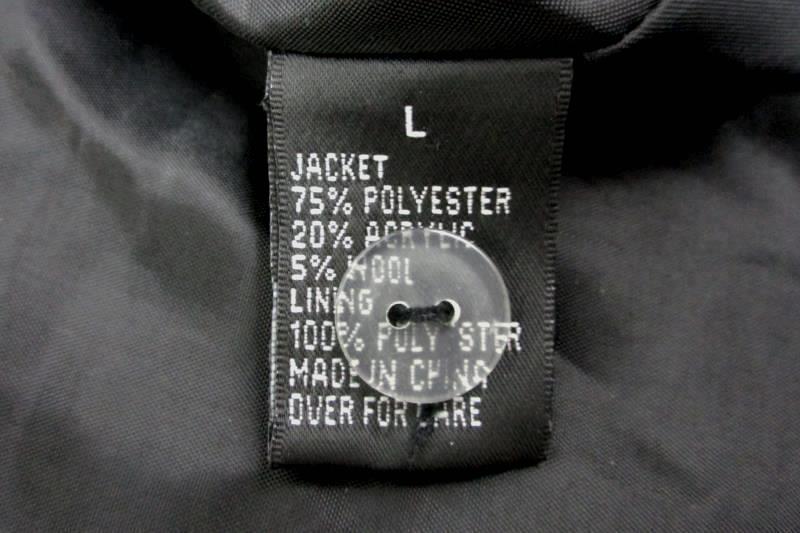 L
JACKET
75% POLYESTER
20% ACRYLIC
5% WOOL
LINING
100% POLYESTER
MADE IN CHINA
OVER FOR CARE